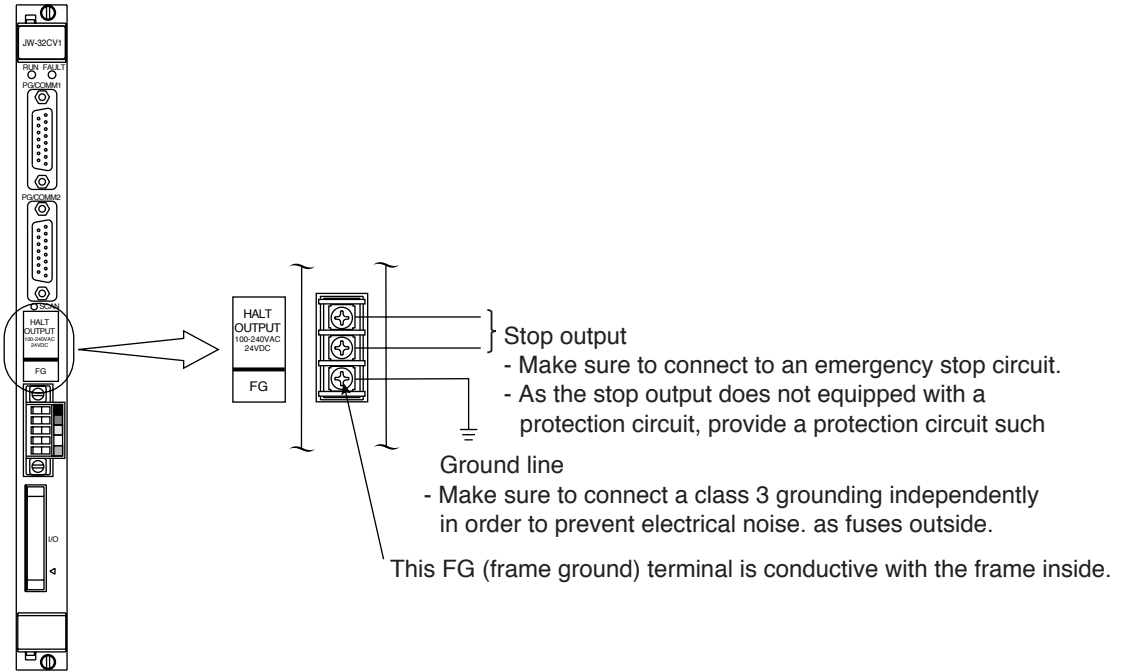 JW-32CV1
RUN FAULT
PG/COMM1
PG/COMM2
SCAN
HALT
OUTPUT
100-240VAC
24VDC
FG
I/O
HALT
OUTPUT
100-240VAC
24VDC
FG
Stop output
- Make sure to connect to an emergency stop circuit.
- As the stop output does not equipped with a
protection circuit, provide a protection circuit such
Ground line
- Make sure to connect a class 3 grounding independently
in order to prevent electrical noise. as fuses outside.
This FG (frame ground) terminal is conductive with the frame inside.